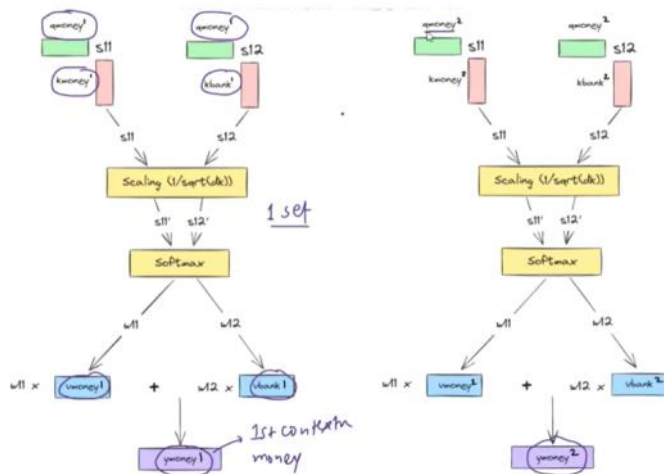 qmoney¹
qmoney¹
qmoney²
qmoney²
s11
s12
s11
s12
kmoney¹
kbank¹
kmoney²
kbank²
s11
s12
s11
s12
Scaling (1/sqrt(dk))
Scaling (1/sqrt(dk))
s11'
s12'
s11'
s12'
1 set
Softmax
Softmax
w11
w12
w11
w12
w11 x
vmoney1
+
w12 x
vbank1
w11 x
vmoney2
+
w12 x
vbank2
1st contextn
money
ymoney1
ymoney2